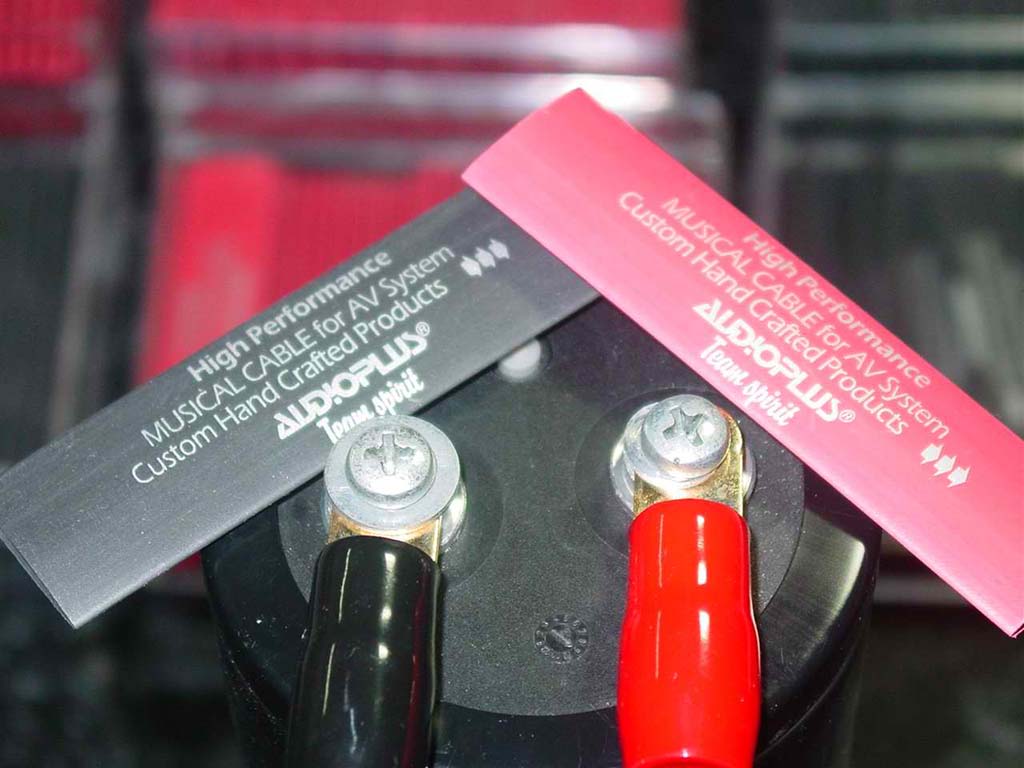 High Performance
MUSICAL CABLE for AV System
Custom Hand Crafted Products
AUDIOPLUS®
Team spirit
High Performance
MUSICAL CABLE for AV System
Custom Hand Crafted Products
AUDIOPLUS®
Team spirit